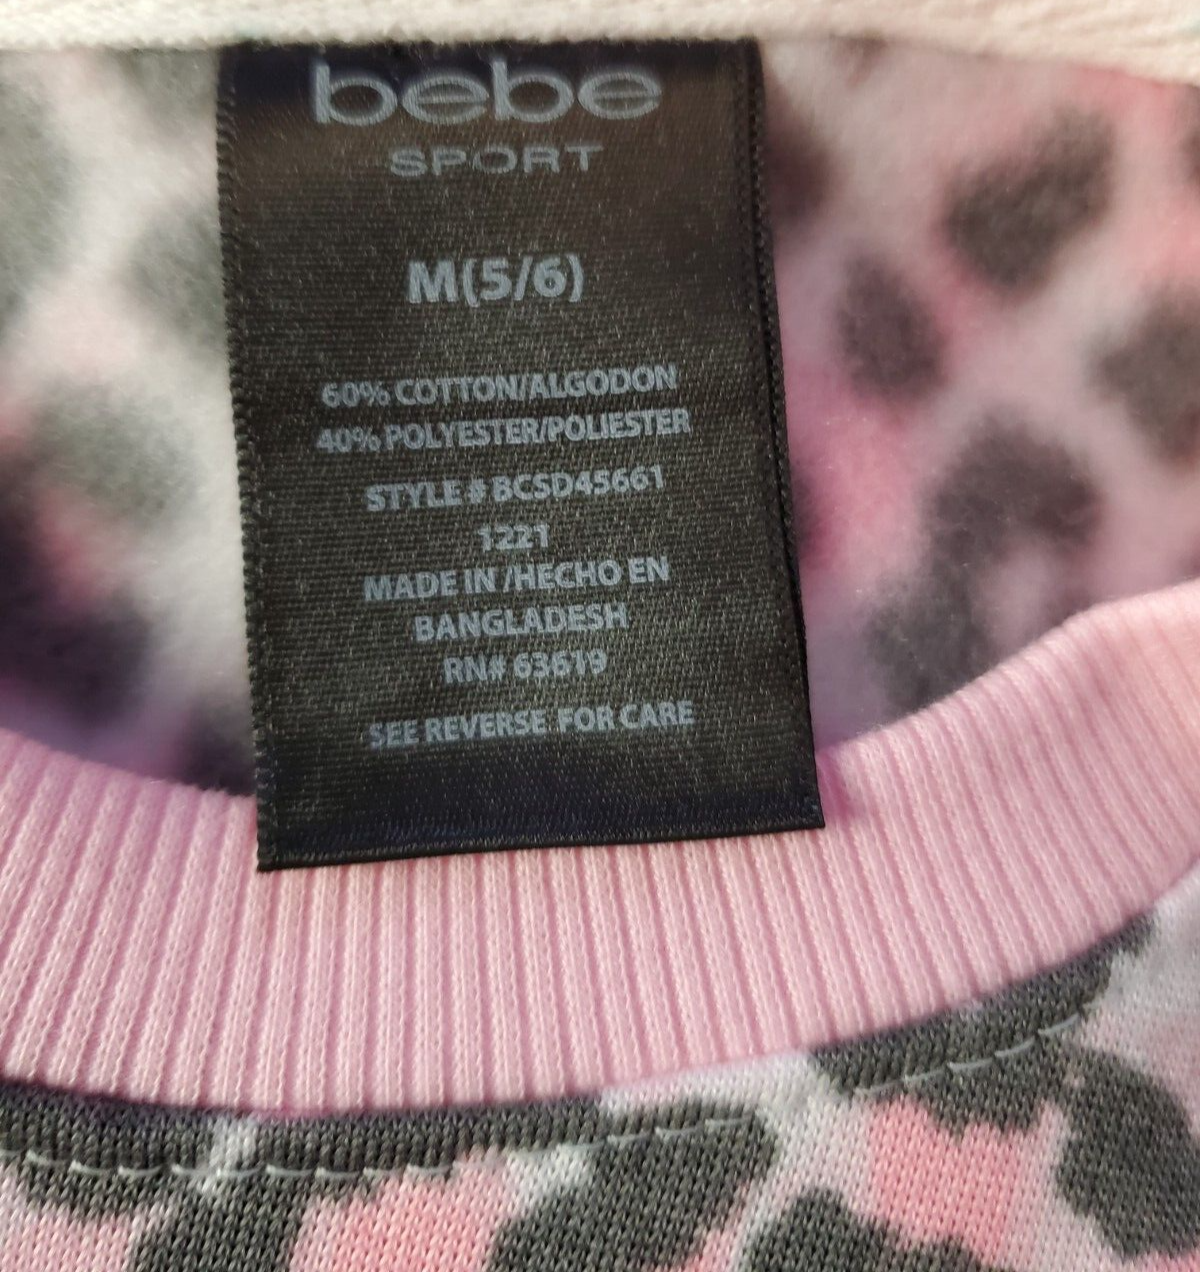 bebe
SPORT
M(5/6)
60% COTTON/ALGODON
40% POLYESTER/POLIESTER
STYLE # BCSD45661
1221
MADE IN /HECHO EN
BANGLADESH
RN# 63619
SEE REVERSE FOR CARE